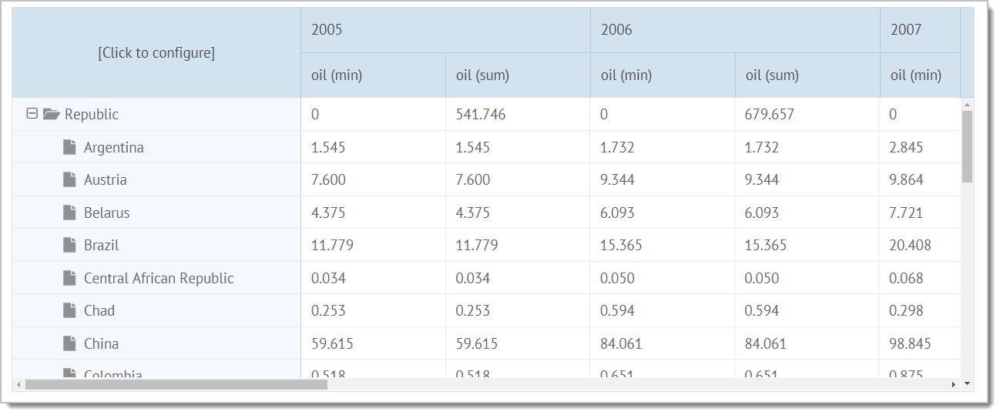 2005 2006 2007
[Click to configure]
oil (min) oil (sum) oil (min) oil (sum) oil (min)
Republic 0 541.746 0 679.657 0
Argentina 1.545 1.545 1.732 1.732 2.845
Austria 7.600 7.600 9.344 9.344 9.864
Belarus 4.375 4.375 6.093 6.093 7.721
Brazil 11.779 11.779 15.365 15.365 20.408
Central African Republic 0.034 0.034 0.050 0.050 0.068
Chad 0.253 0.253 0.594 0.594 0.298
China 59.615 59.615 84.061 84.061 98.845
Colombia 0.518 0.518 0.651 0.651 0.875